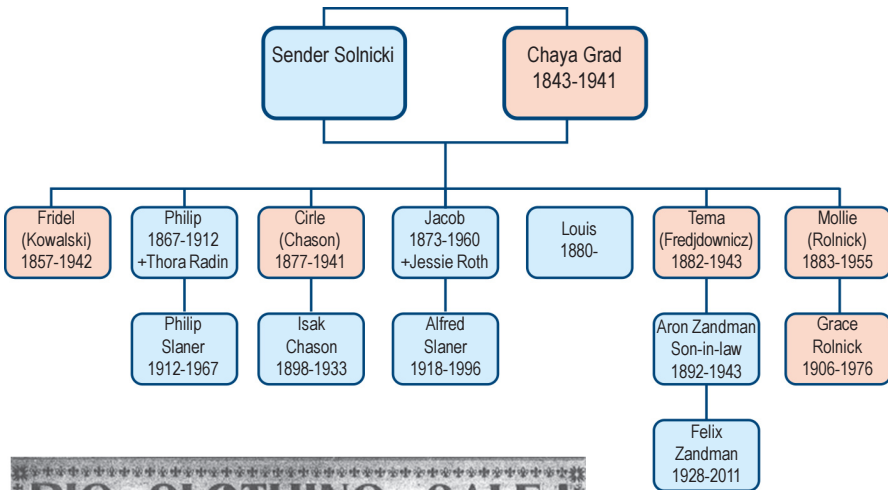 Sender Solnicki
Chaya Grad
1843-1941
Fridel
(Kowalski)
1857-1942
Philip
1867-1912
+Thora Radin
Cirle
(Chason)
1877-1941
Jacob
1873-1960
+Jessie Roth
Louis
1880-
Tema
(Fredjdownicz)
1882-1943
Mollie
(Rolnick)
1883-1955
Philip
Slaner
1912-1967
Isak
Chason
1898-1933
Alfred
Slaner
1918-1996
Aron Zandman
Son-in-law
1892-1943
Grace
Rolnick
1906-1976
Felix
Zandman
1928-2011
BIG CLOTHING SALE!